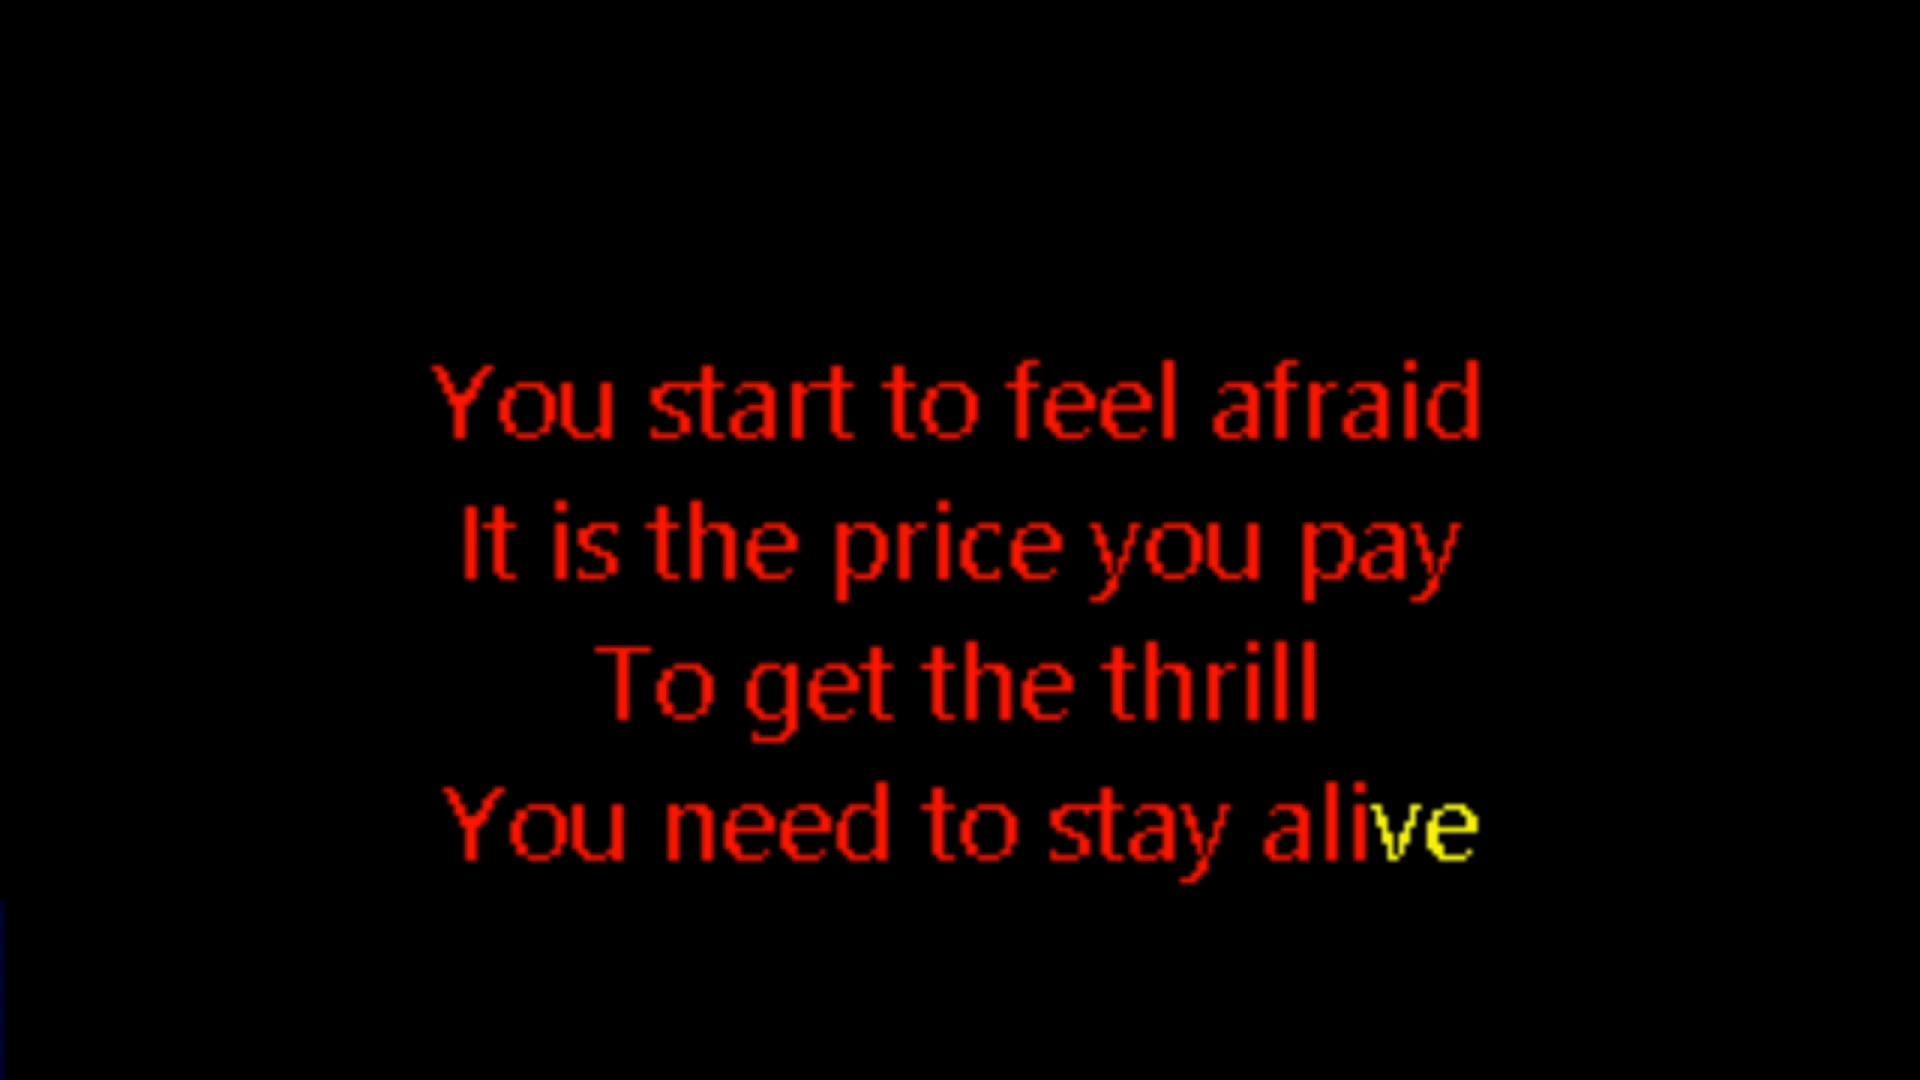 You start to feel afraid
It is the price you pay
To get the thrill
You need to stay alive